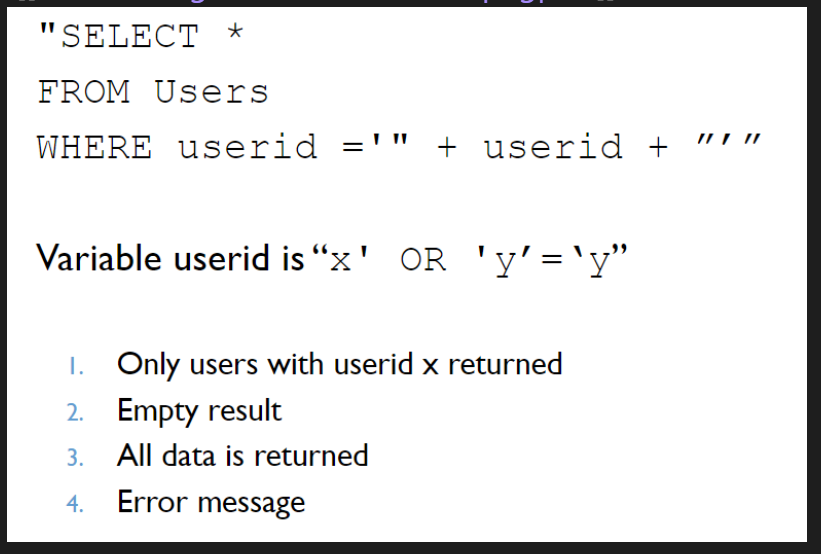 "SELECT *
FROM Users
WHERE userid ='" + userid + ″′″
Variable userid is “x' OR 'y′=‵y”
1. Only users with userid x returned
2. Empty result
3. All data is returned
4. Error message